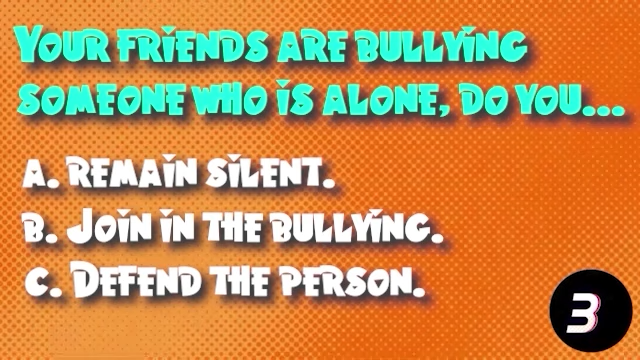 Your friends are bullying
someone who is alone, do you...
A. Remain silent.
B. Join in the bullying.
C. Defend the person.
3